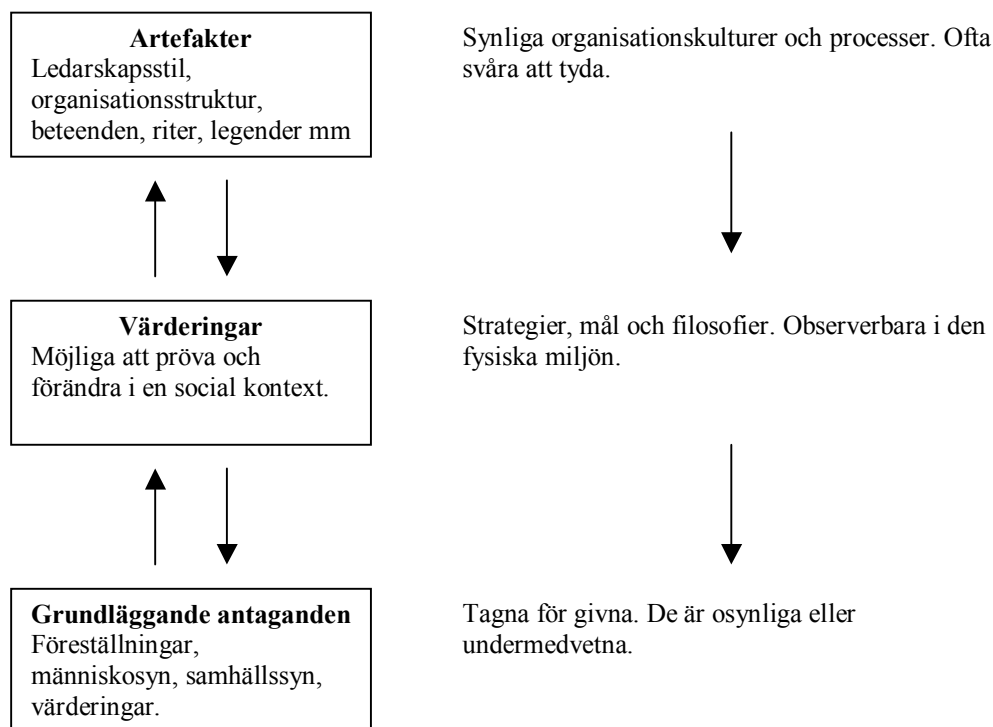 Artefakter
Ledarskapsstil,
organisationsstruktur,
beteenden, riter, legender mm
Synliga organisationskulturer och processer. Ofta
svåra att tyda.
Värderingar
Möjliga att pröva och
förändra i en social kontext.
Strategier, mål och filosofier. Observerbara i den
fysiska miljön.
Grundläggande antaganden
Föreställningar,
människosyn, samhällssyn,
värderingar.
Tagna för givna. De är osynliga eller
undermedvetna.